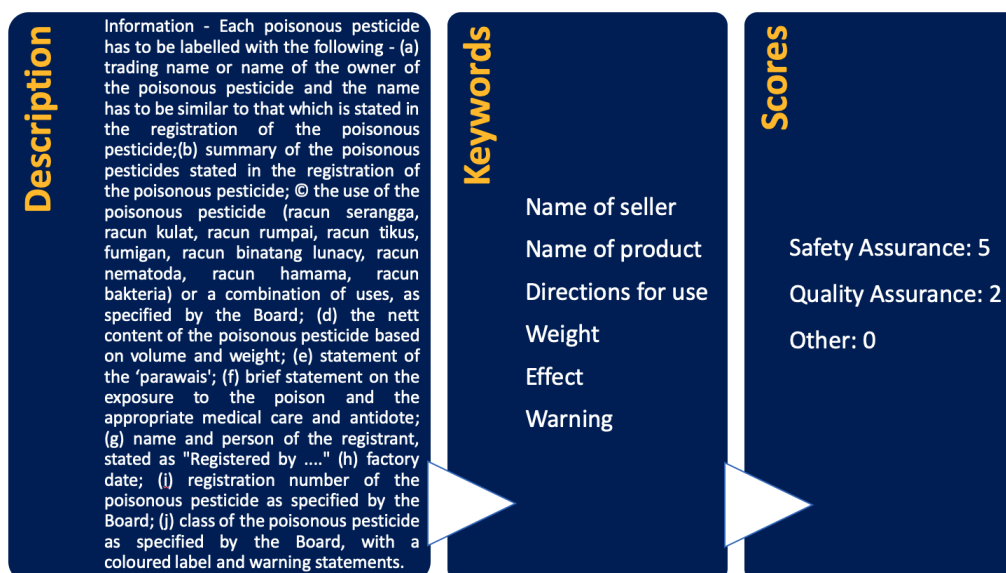 Description
Information - Each poisonous pesticide
has to be labelled with the following - (a)
trading name or name of the owner of
the poisonous pesticide and the name
has to be similar to that which is stated in
the registration of the poisonous
pesticide;(b) summary of the poisonous
pesticides stated in the registration of
the poisonous pesticide; © the use of the
poisonous pesticide (racun serangga,
racun kulat, racun rumpai, racun tikus,
fumigan, racun binatang lunacy, racun
nematoda, racun hamama, racun
bakteria) or a combination of uses, as
specified by the Board; (d) the nett
content of the poisonous pesticide based
on volume and weight; (e) statement of
the ‘parawais'; (f) brief statement on the
exposure to the poison and the
appropriate medical care and antidote;
(g) name and person of the registrant,
stated as "Registered by ...." (h) factory
date; (i) registration number of the
poisonous pesticide as specified by the
Board; (j) class of the poisonous pesticide
as specified by the Board, with a
coloured label and warning statements.
Keywords
Name of seller
Name of product
Directions for use
Weight
Effect
Warning
Scores
Safety Assurance: 5
Quality Assurance: 2
Other: 0